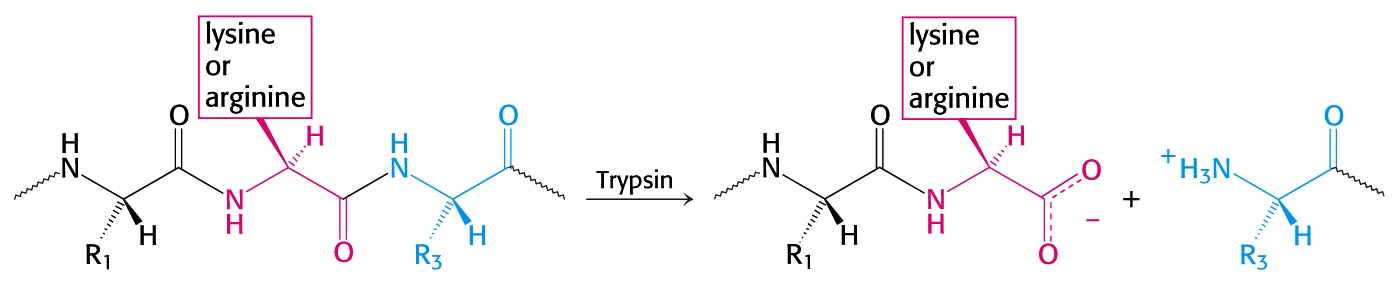 lysine
or
arginine
H
N
R1
H
O
N
H
H
O
H
N
R3
H
O
Trypsin
H
N
R1
H
O
lysine
or
arginine
N
H
H
O
−
O
+
+H3N
R3
H
O